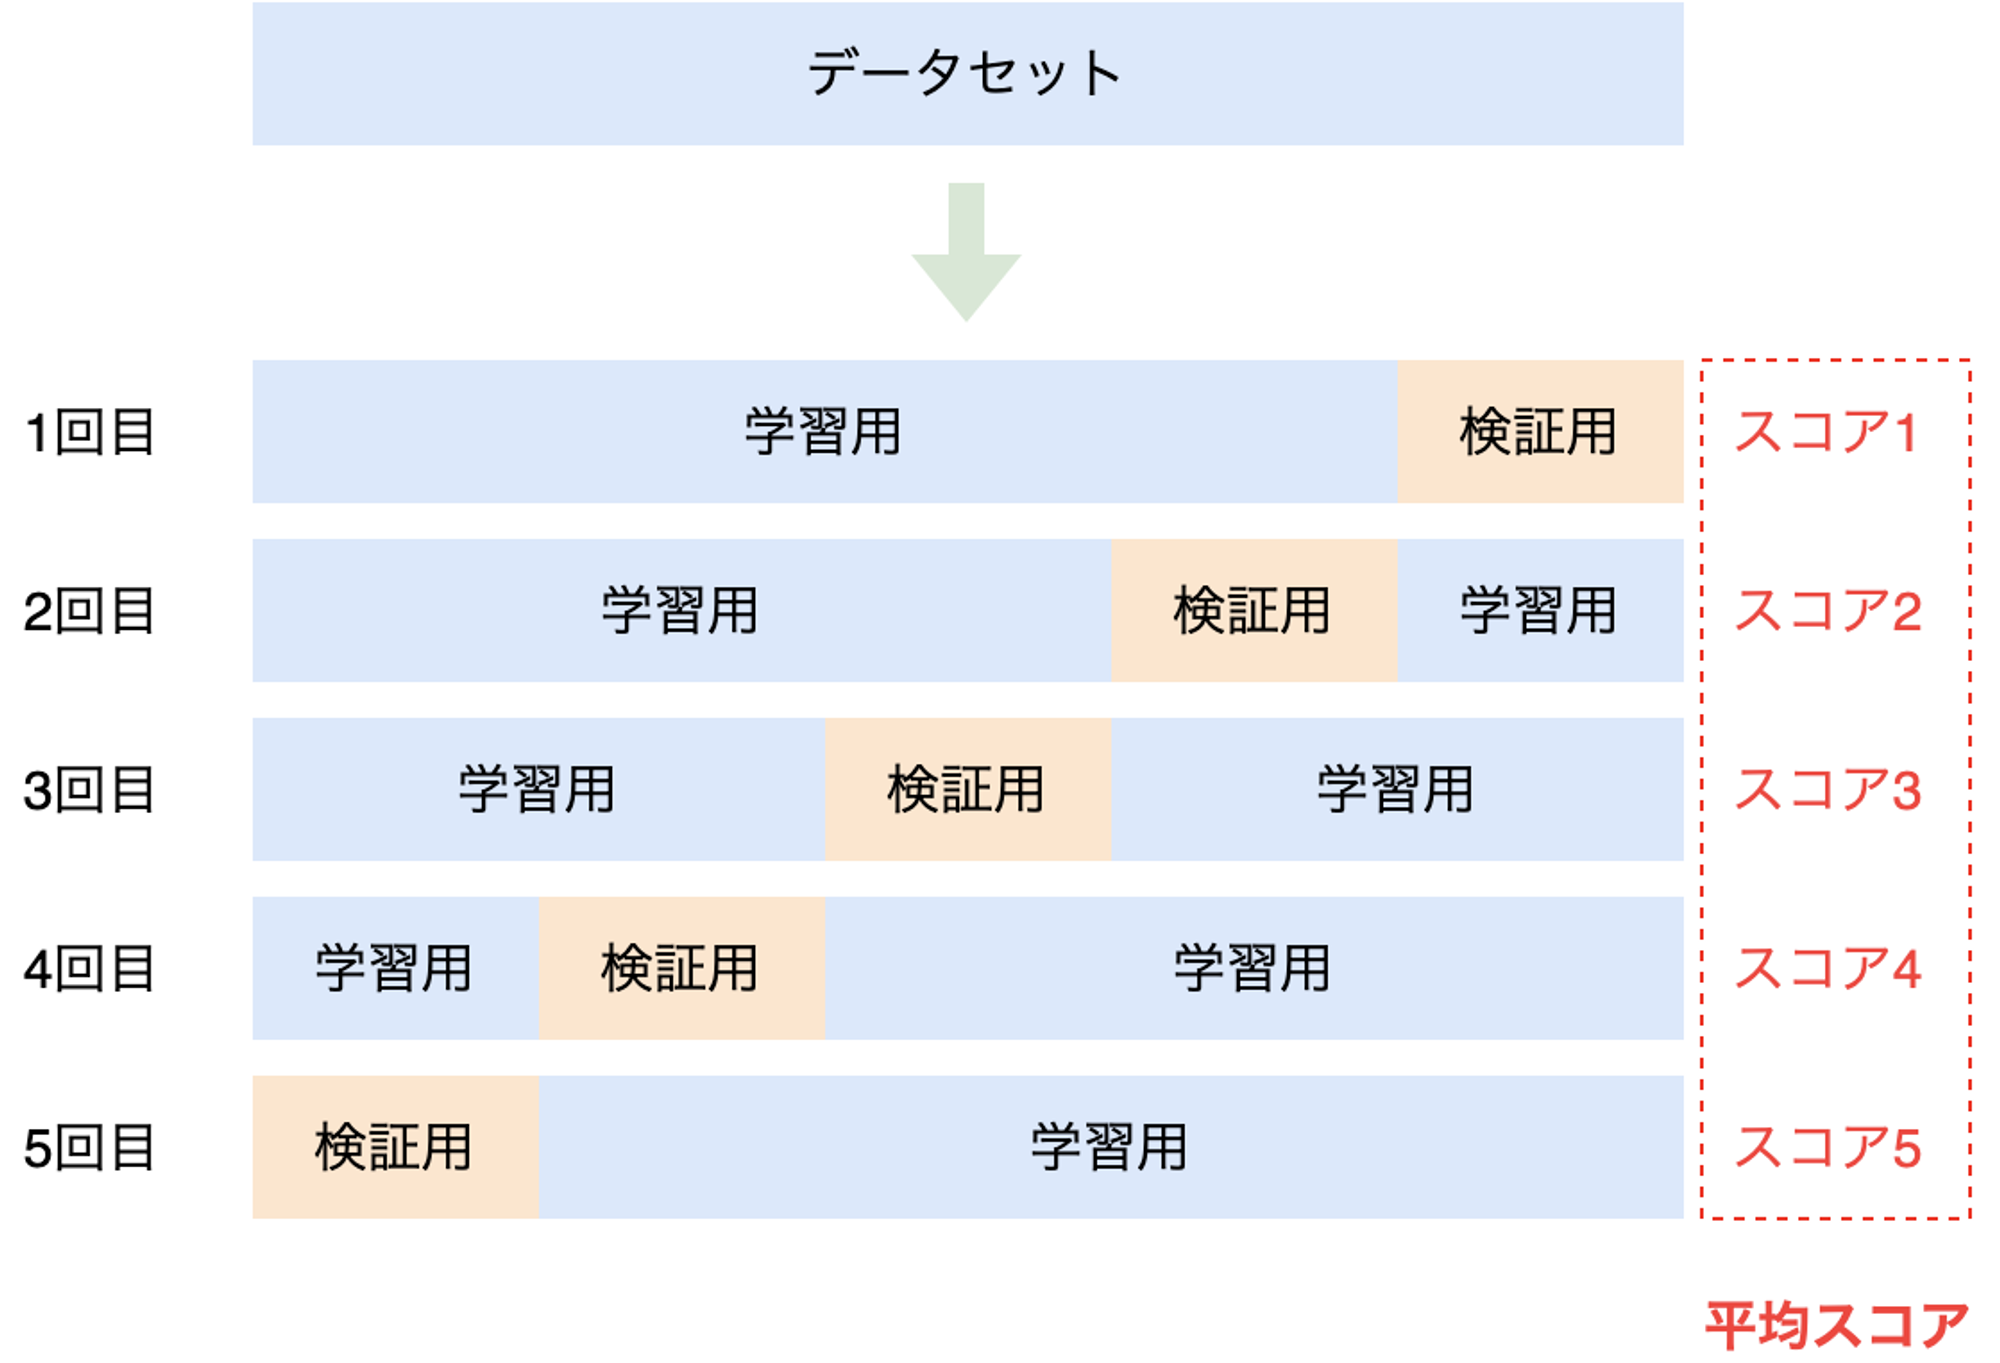 データセット
1回目 学習用 検証用 スコア1
2回目 学習用 検証用 学習用 スコア2
3回目 学習用 検証用 学習用 スコア3
4回目 学習用 検証用 学習用 スコア4
5回目 検証用 学習用 スコア5
平均スコア